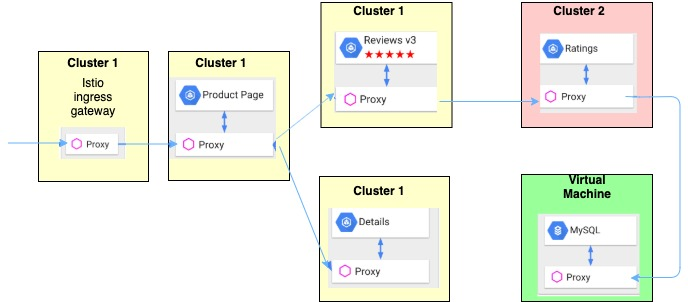 Cluster 1
Istio
ingress
gateway
Proxy
Cluster 1
Product Page
Proxy
Cluster 1
Reviews v3
Proxy
Cluster 1
Details
Proxy
Cluster 2
Ratings
Proxy
Virtual
Machine
MySQL
Proxy